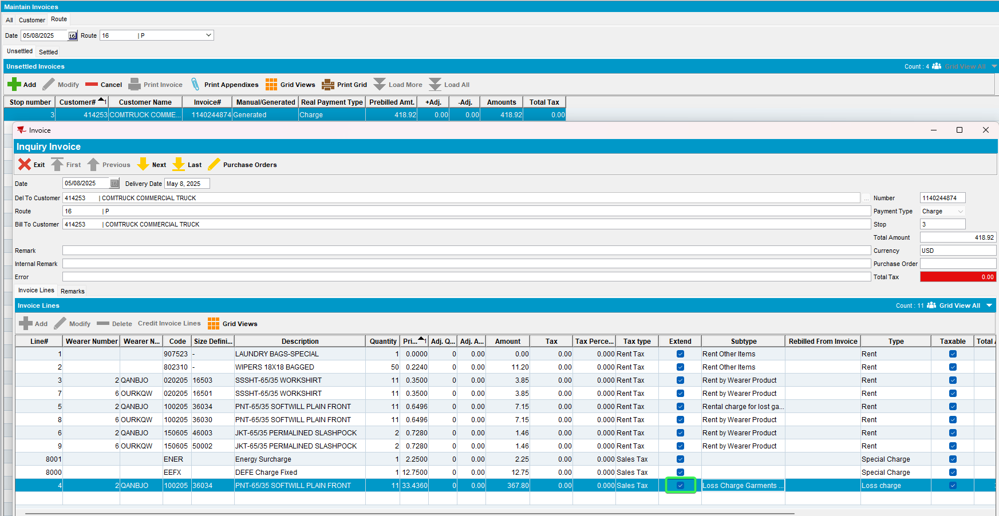 Maintain Invoices
All Customer Route
Date 05/08/2025 16 Route 16 | P
Unsettled Settled
Unsettled Invoices Count : 4 Grid View All
Add Modify Cancel Print Invoice Print Appendixes Grid Views Print Grid Load More Load All
Stop number Customer# 1 Customer Name Invoice# Manual/Generated Real Payment Type Prebilled Amt. +Adj. -Adj. Amounts Total Tax
3 414253 COMTRUCK COMME... 1140244874 Generated Charge 418.92 0.00 0.00 418.92 0.00
Invoice
Inquiry Invoice
Exit First Previous Next Last Purchase Orders
Date 05/08/2025 16 Delivery Date May 8, 2025
Del To Customer 414253 | COMTRUCK COMMERCIAL TRUCK ... Number 1140244874
Route 16 | P Payment Type Charge
Bill To Customer 414253 | COMTRUCK COMMERCIAL TRUCK Stop 3
Total Amount 418.92
Remark Currency USD
Internal Remark Purchase Order
Error Total Tax 0.00
Invoice Lines Remarks
Invoice Lines Count : 11 Grid View All
Add Modify Delete Credit Invoice Lines Grid Views
Line# Wearer Number Wearer N... Code Size Defini... Description Quantity Pri... 1 Adj. Q... Adj. A... Amount Tax Tax Perce... Tax type Extend Subtype Rebilled From Invoice Type Taxable Total
1 907523 - LAUNDRY BAGS-SPECIAL 1 0.0000 0 0.00 0.00 0.00 0.000 Rent Tax Rent Other Items Rent
2 802310 - WIPERS 18X18 BAGGED 50 0.2240 0 0.00 11.20 0.00 0.000 Rent Tax Rent Other Items Rent
3 2 QANBJO 020205 16503 SSSHT-65/35 WORKSHIRT 11 0.3500 0 0.00 3.85 0.00 0.000 Rent Tax Rent by Wearer Product Rent
7 6 OURKQW 020205 16501 SSSHT-65/35 WORKSHIRT 11 0.3500 0 0.00 3.85 0.00 0.000 Rent Tax Rent by Wearer Product Rent
5 2 QANBJO 100205 36034 PNT-65/35 SOFTWILL PLAIN FRONT 11 0.6496 0 0.00 7.15 0.00 0.000 Rent Tax Rental charge for lost ga... Rent
8 6 OURKQW 100205 36030 PNT-65/35 SOFTWILL PLAIN FRONT 11 0.6496 0 0.00 7.15 0.00 0.000 Rent Tax Rent by Wearer Product Rent
6 2 QANBJO 150605 46003 JKT-65/35 PERMALINED SLASHPOCK 2 0.7280 0 0.00 1.46 0.00 0.000 Rent Tax Rent by Wearer Product Rent
9 6 OURKQW 150605 50002 JKT-65/35 PERMALINED SLASHPOCK 2 0.7280 0 0.00 1.46 0.00 0.000 Rent Tax Rent by Wearer Product Rent
8001 ENER Energy Surcharge 1 2.2500 0 0.00 2.25 0.00 0.000 Sales Tax Special Charge
8000 EEFX DEFE Charge Fixed 1 12.7500 0 0.00 12.75 0.00 0.000 Sales Tax Special Charge
4 2 QANBJO 100205 36034 PNT-65/35 SOFTWILL PLAIN FRONT 11 33.4360 0 0.00 367.80 0.00 0.000 Sales Tax Loss Charge Garments ... Loss charge